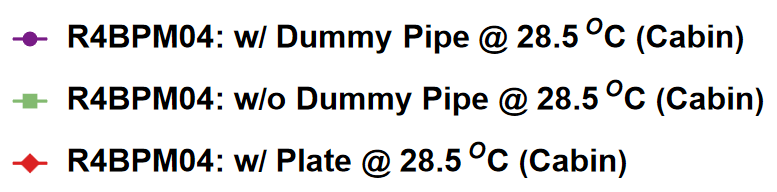 R4BPM04: w/ Dummy Pipe @ 28.5 ᴼC (Cabin)
R4BPM04: w/o Dummy Pipe @ 28.5 ᴼC (Cabin)
R4BPM04: w/ Plate @ 28.5 ᴼC (Cabin)